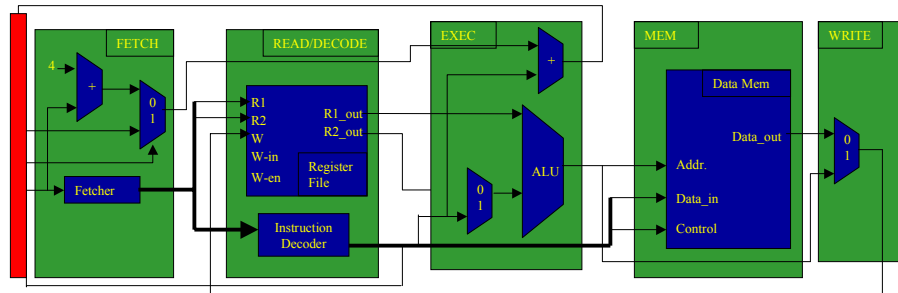 FETCH
4
+
0
1
Fetcher
READ/DECODE
R1
R2
W
W-in
W-en
R1_out
R2_out
Register
File
Instruction
Decoder
EXEC
+
0
1
ALU
MEM
Data Mem
Data_out
Addr.
Data_in
Control
WRITE
0
1